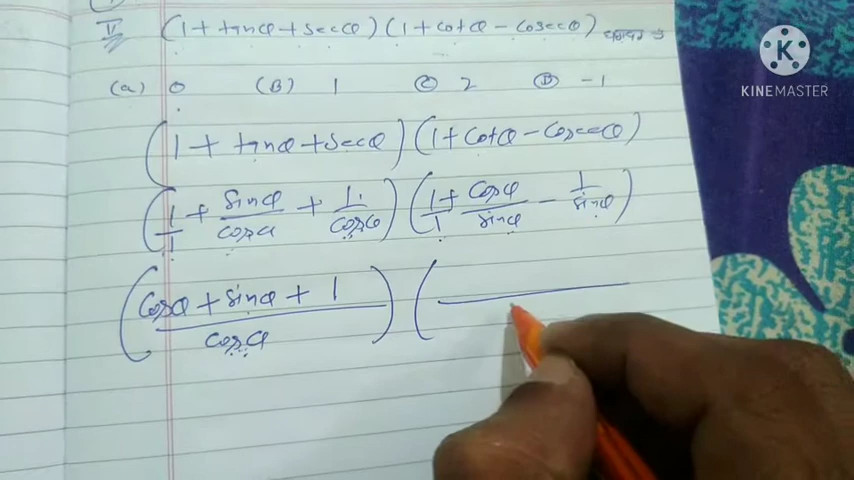 II (1 + tanθ + secθ) (1 + cotθ - cosecθ)
(a) 0 (B) 1 (C) 2 (D) -1
(1 + tanθ + secθ) (1 + cotθ - cosecθ)
(1/1 + sinθ/cosθ + 1/cosθ) (1/1 + cosθ/sinθ - 1/sinθ)
(cosθ + sinθ + 1 / cosθ) (
K
KINEMASTER